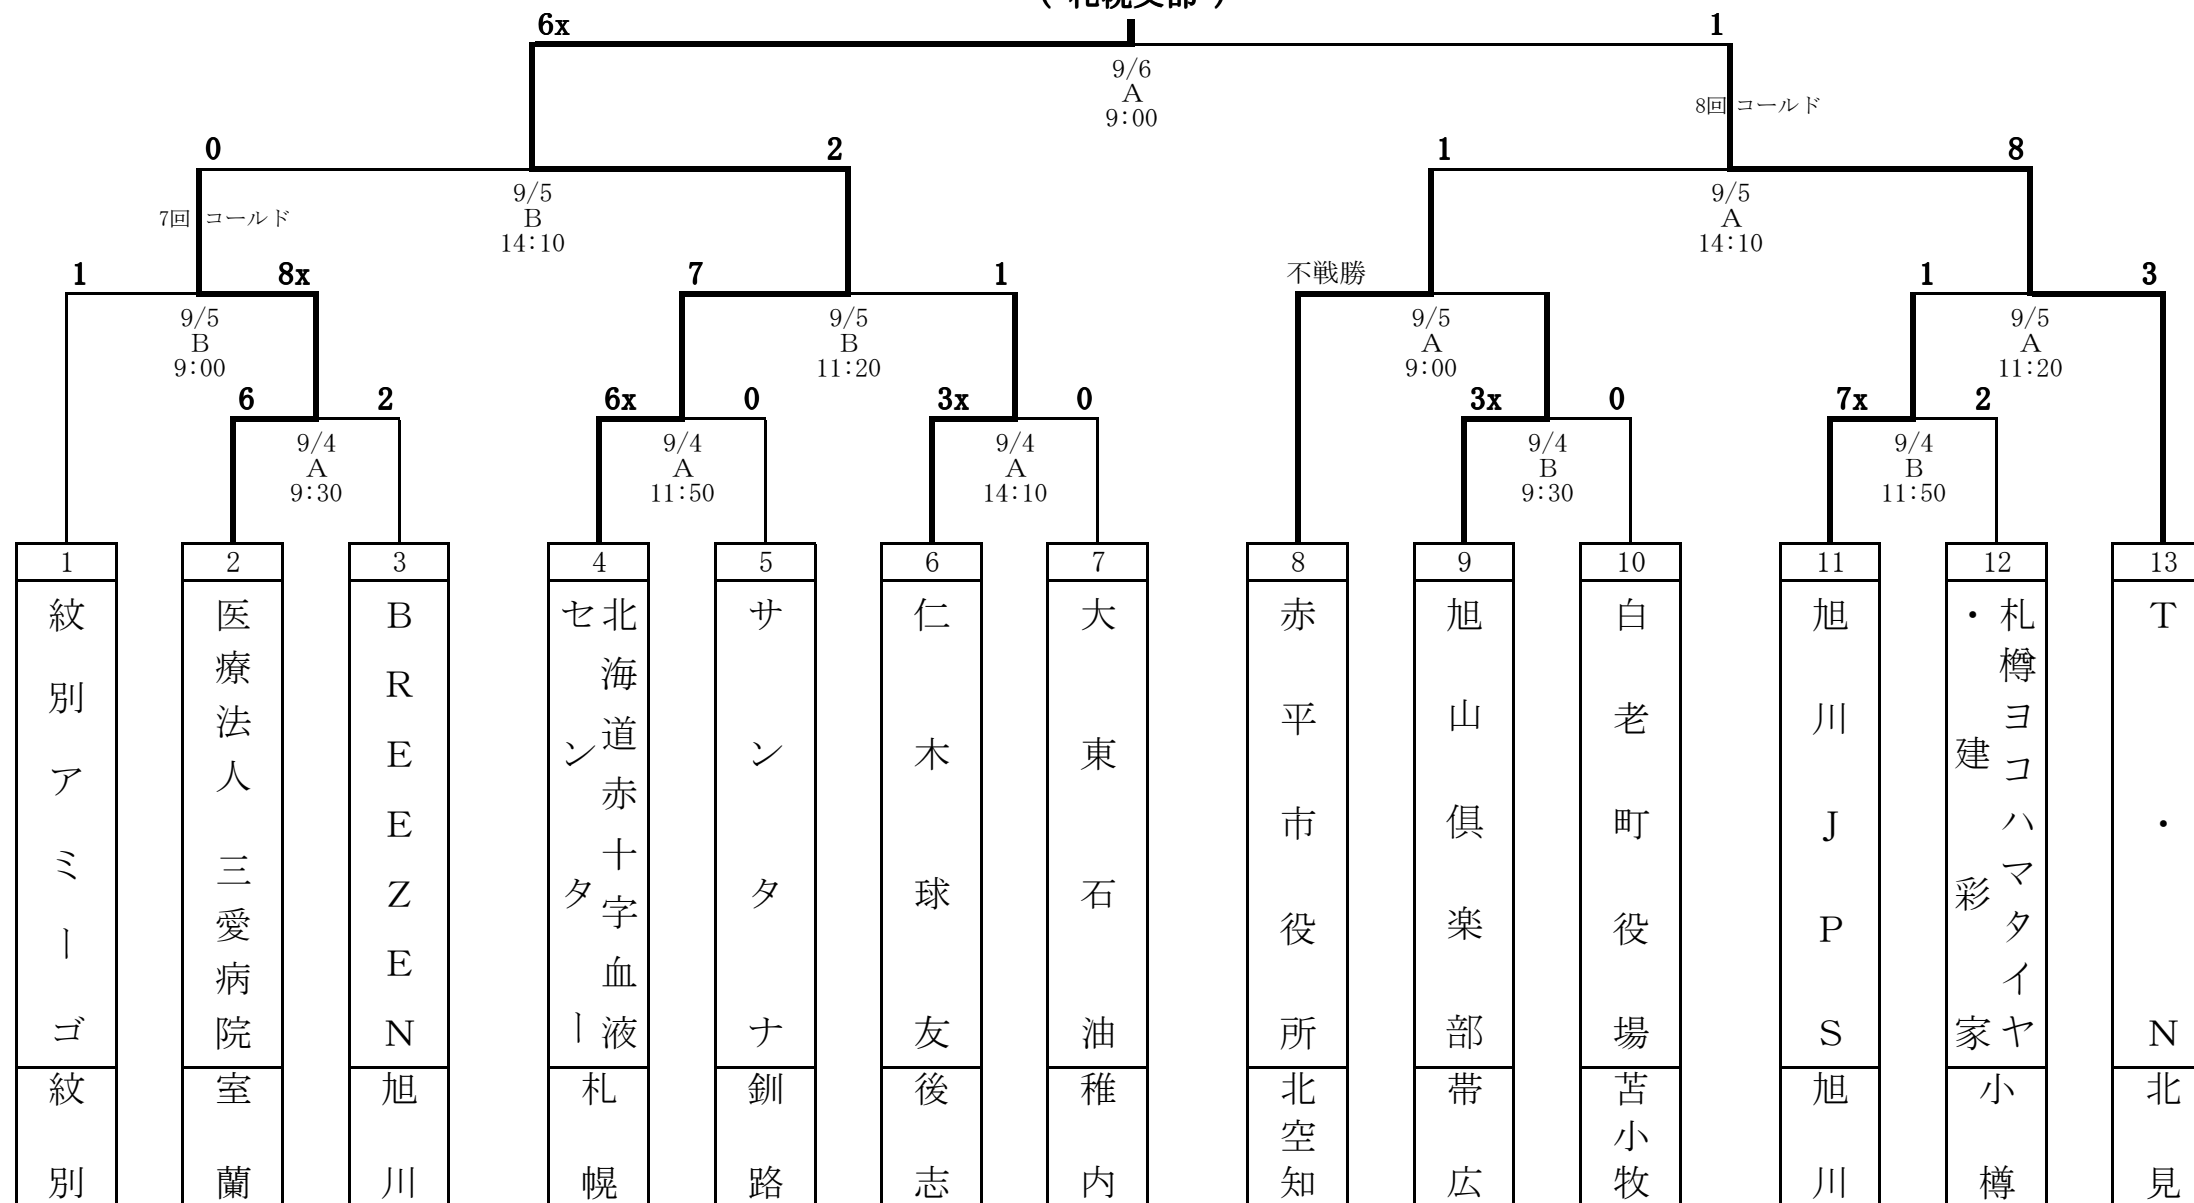 ( 札幌支部 )
6x
1
9/6
A
9:00
8回 コールド
0
2
1
8
9/5
B
14:10
9/5
A
14:10
7回 コールド
1
8x
7
1
不戦勝
1
3
9/5
B
9:00
9/5
B
11:20
9/5
A
9:00
9/5
A
11:20
6
2
6x
0
3x
0
3x
0
7x
2
9/4
A
9:30
9/4
A
11:50
9/4
A
14:10
9/4
B
9:30
9/4
B
11:50
1
紋別アミーゴ
紋別
2
医療法人 三愛病院
室蘭
3
BREEZEN
旭川
4
北海道赤十字血液
センター
札幌
5
サンタナ
釧路
6
仁木球友
後志
7
大東石油
稚内
8
赤平市役所
北空知
9
旭山倶楽部
帯広
10
白老町役場
苫小牧
11
旭川JPS
旭川
12
札樽ヨコハマタイヤ
・建彩家
小樽
13
T・N
北見